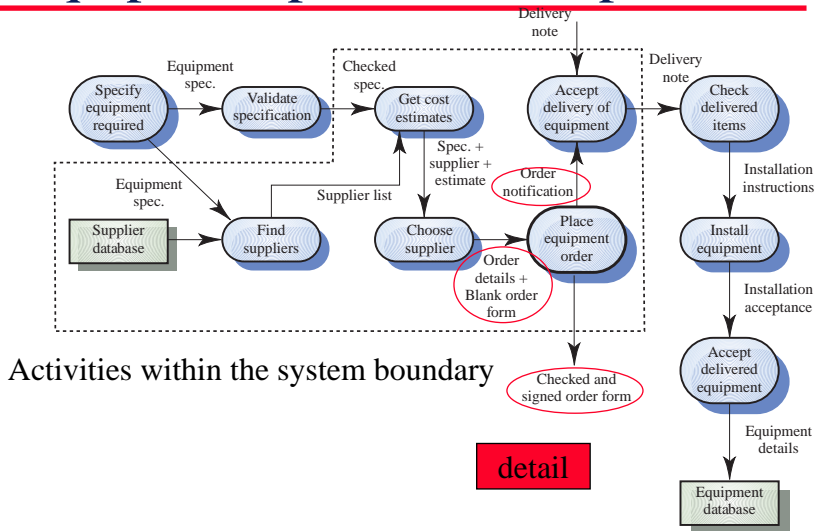 Delivery
note
Delivery
note
Equipment
spec.
Checked
spec.
Specify
equipment
required
Validate
specification
Get cost
estimates
Accept
delivery of
equipment
Check
delivered
items
Spec. +
supplier +
estimate
Order
notification
Installation
instructions
Equipment
spec.
Supplier list
Supplier
database
Find
suppliers
Choose
supplier
Place
equipment
order
Install
equipment
Order
details +
Blank order
form
Installation
acceptance
Activities within the system boundary
Checked and
signed order form
Accept
delivered
equipment
detail
Equipment
details
Equipment
database